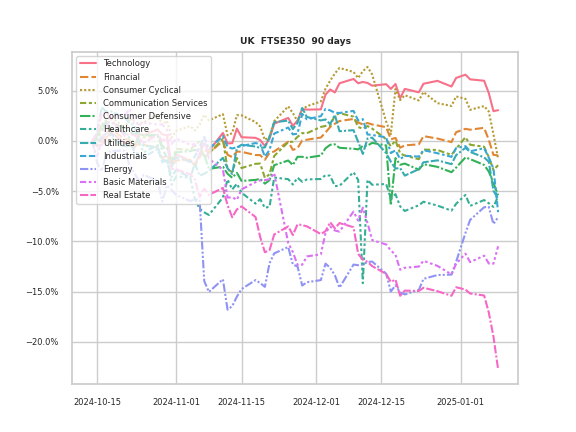 UK  FTSE350  90 days
Technology
Financial
Consumer Cyclical
Communication Services
Consumer Defensive
Healthcare
Utilities
Industrials
Energy
Basic Materials
Real Estate
5.0%
0.0%
−5.0%
−10.0%
−15.0%
−20.0%
2024-10-15
2024-11-01
2024-11-15
2024-12-01
2024-12-15
2025-01-01